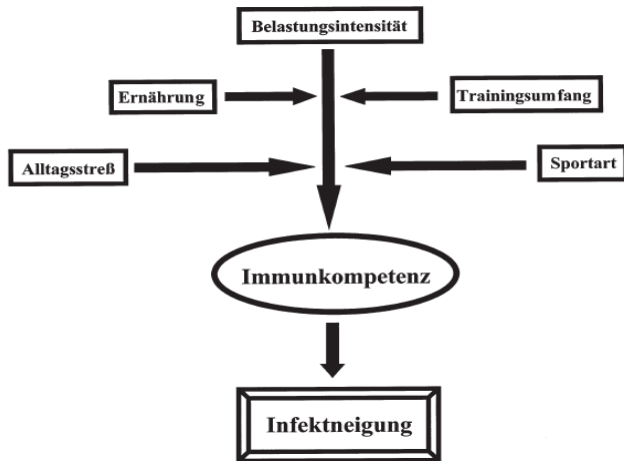 Belastungsintensität
Ernährung
Trainingsumfang
Alltagsstreß
Sportart
Immunkompetenz
Infektneigung